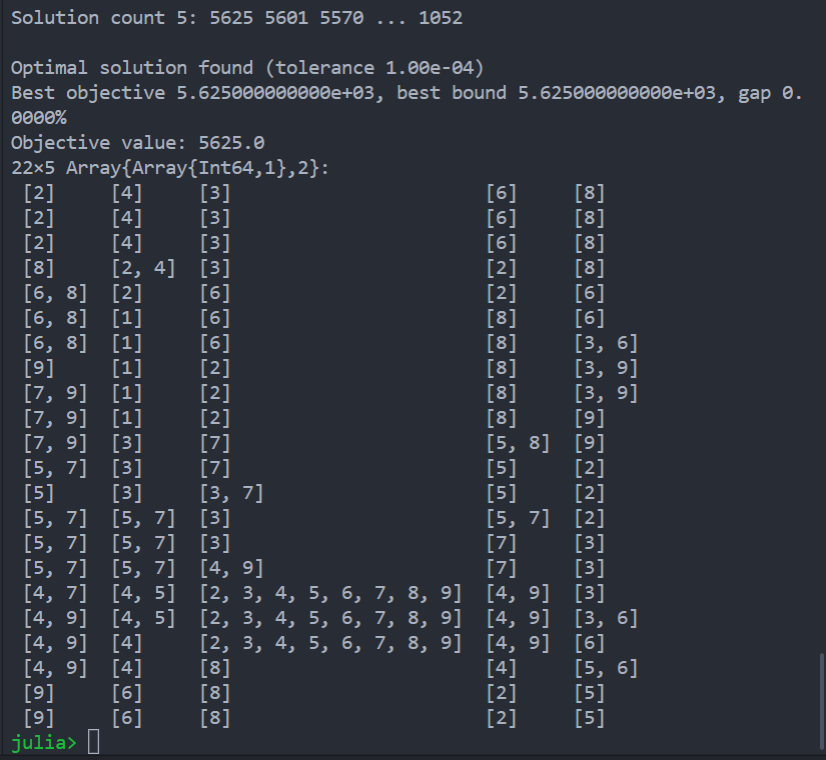 Solution count 5: 5625 5601 5570 ... 1052
Optimal solution found (tolerance 1.00e-04)
Best objective 5.625000000000e+03, best bound 5.625000000000e+03, gap 0.
0000%
Objective value: 5625.0
22×5 Array{Array{Int64,1},2}:
[2] [4] [3] [6] [8]
[2] [4] [3] [6] [8]
[2] [4] [3] [6] [8]
[8] [2, 4] [3] [2] [8]
[6, 8] [2] [6] [2] [6]
[6, 8] [1] [6] [8] [6]
[6, 8] [1] [6] [8] [3, 6]
[9] [1] [2] [8] [3, 9]
[7, 9] [1] [2] [8] [3, 9]
[7, 9] [1] [2] [8] [9]
[7, 9] [3] [7] [5, 8] [9]
[5, 7] [3] [7] [5] [2]
[5] [3] [3, 7] [5] [2]
[5, 7] [5, 7] [3] [5, 7] [2]
[5, 7] [5, 7] [3] [7] [3]
[5, 7] [5, 7] [4, 9] [7] [3]
[4, 7] [4, 5] [2, 3, 4, 5, 6, 7, 8, 9] [4, 9] [3]
[4, 9] [4, 5] [2, 3, 4, 5, 6, 7, 8, 9] [4, 9] [3, 6]
[4, 9] [4] [2, 3, 4, 5, 6, 7, 8, 9] [4, 9] [6]
[4, 9] [4] [8] [4] [5, 6]
[9] [6] [8] [2] [5]
[9] [6] [8] [2] [5]
julia>